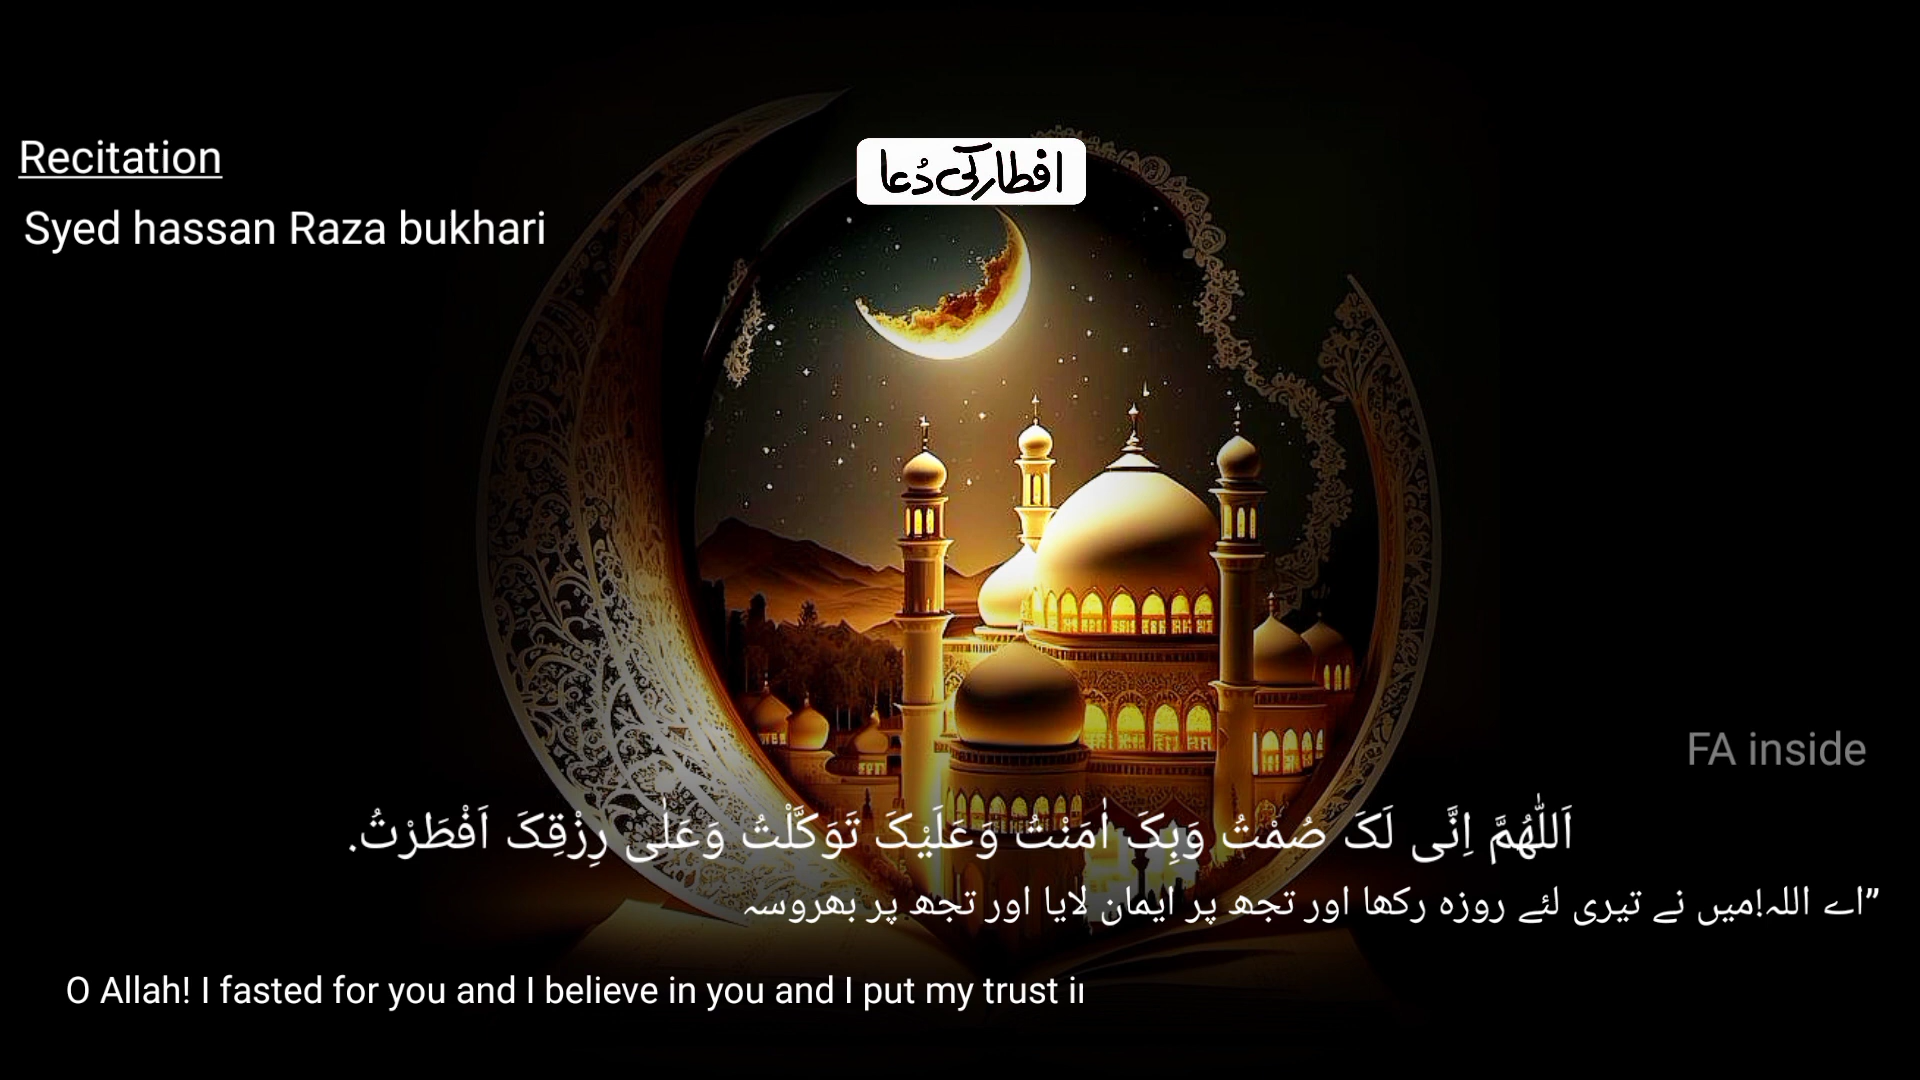 افطار کی دُعا
Recitation
Syed hassan Raza bukhari
FA inside
اَللّٰهُمَّ اِنَّی لَکَ صُمْتُ وَبِکَ اٰمَنْتُ وَعَلَیْکَ تَوَکَّلْتُ وَعَلٰی رِزْقِکَ اَفْطَرْتُ.
”اے اللہ!میں نے تیری لئے روزہ رکھا اور تجھ پر ایمان لایا اور تجھ پر بھروسہ
O Allah! I fasted for you and I believe in you and I put my trust